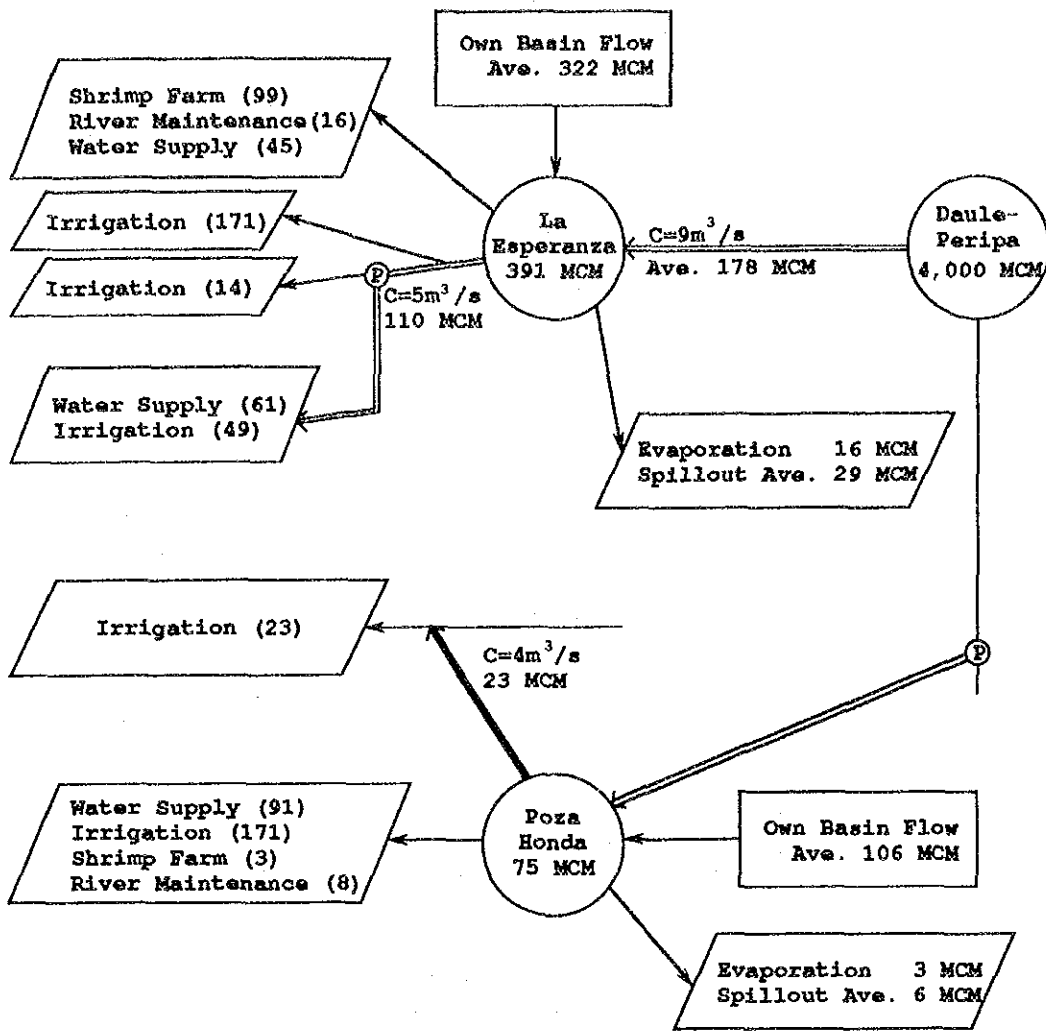 Own Basin Flow
Ave. 322 MCM
Shrimp Farm (99)
River Maintenance(16)
Water Supply (45)
Irrigation (171)
Irrigation (14)
P
C=5m³/s
110 MCM
Water Supply (61)
Irrigation (49)
La
Esperanza
391 MCM
C=9m³/s
Ave. 178 MCM
Daule-
Peripa
4,000 MCM
Evaporation 16 MCM
Spillout Ave. 29 MCM
Irrigation (23)
C=4m³/s
23 MCM
P
Water Supply (91)
Irrigation (171)
Shrimp Farm (3)
River Maintenance (8)
Poza
Honda
75 MCM
Own Basin Flow
Ave. 106 MCM
Evaporation 3 MCM
Spillout Ave. 6 MCM